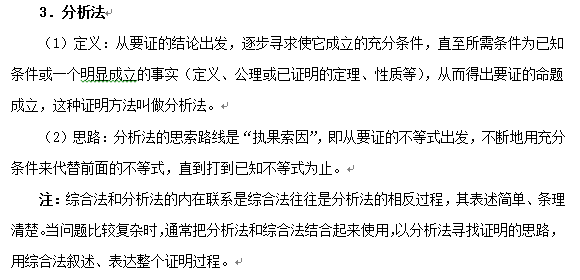 3．分析法
（1）定义：从要证的结论出发，逐步寻求使它成立的充分条件，直至所需条件为已知
条件或一个明显成立的事实（定义、公理或已证明的定理、性质等），从而得出要证的命题
成立，这种证明方法叫做分析法。
（2）思路：分析法的思索路线是“执果索因”，即从要证的不等式出发，不断地用充分
条件来代替前面的不等式，直到打到已知不等式为止。
注：综合法和分析法的内在联系是综合法往往是分析法的相反过程，其表述简单、条理
清楚。当问题比较复杂时，通常把分析法和综合法结合起来使用，以分析法寻找证明的思路，
用综合法叙述、表达整个证明过程。